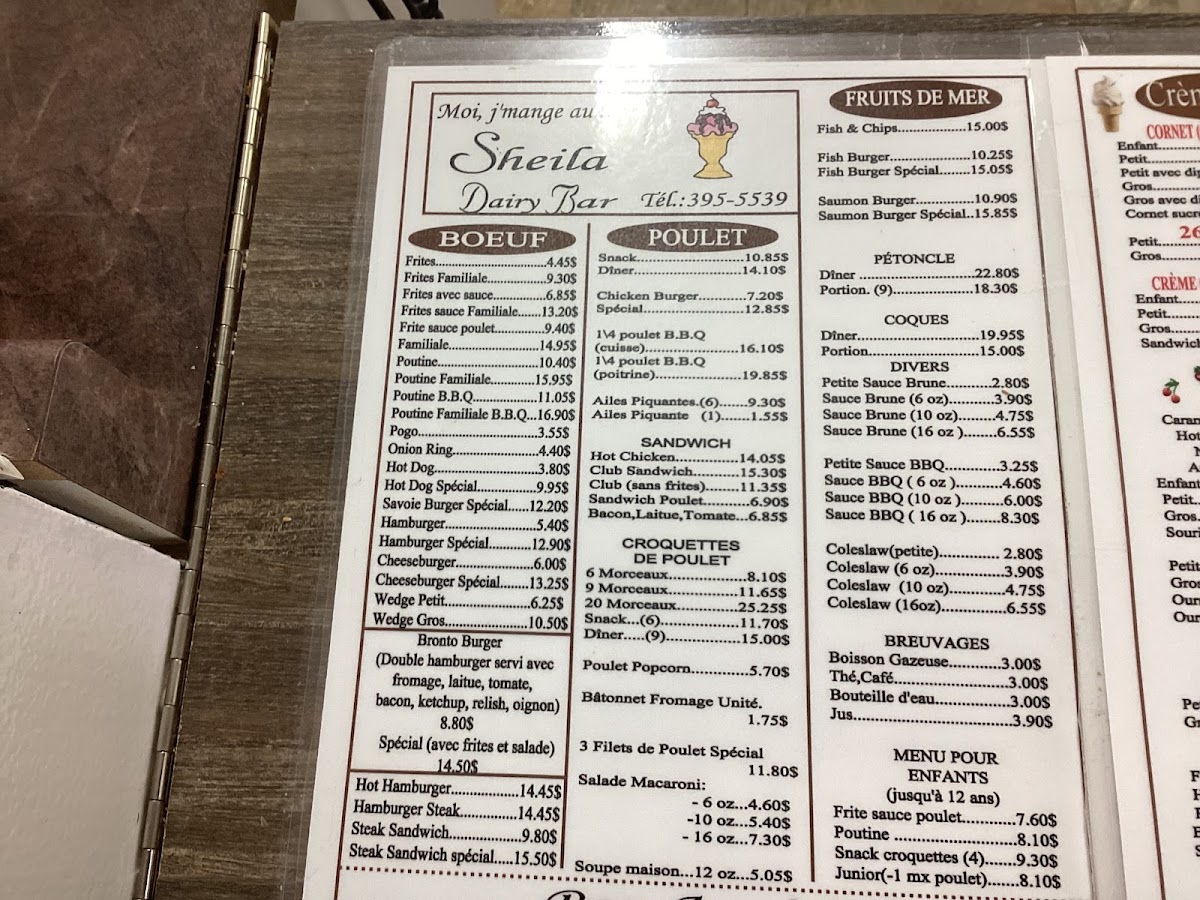 Moi, j'mange au
Sheila
Dairy Bar Tél.:395-5539
BOEUF
Frites....................4.45$
Frites Familiale..............9.30$
Frites avec sauce............6.85$
Frites sauce Familiale.......13.20$
Frite sauce poulet............9.40$
Familiale......................14.95$
Poutine.......................10.40$
Poutine Familiale...........15.95$
Poutine B.B.Q................11.05$
Poutine Familiale B.B.Q...16.90$
Pogo............................3.55$
Onion Ring....................4.40$
Hot Dog.......................3.80$
Hot Dog Spécial..............9.95$
Savoie Burger Spécial......12.20$
Hamburger.....................5.40$
Hamburger Spécial...........12.90$
Cheeseburger..................6.00$
Cheeseburger Spécial.......13.25$
Wedge Petit....................6.25$
Wedge Gros....................10.50$
Bronto Burger
(Double hamburger servi avec
fromage, laitue, tomate,
bacon, ketchup, relish, oignon)
8.80$
Spécial (avec frites et salade)
14.50$
Hot Hamburger.................14.45$
Hamburger Steak..............14.45$
Steak Sandwich.................9.80$
Steak Sandwich spécial.....15.50$
POULET
Snack.....................10.85$
Dîner......................14.10$
Chicken Burger...........7.20$
Spécial....................12.85$
1\4 poulet B.B.Q
(cuisse)....................16.10$
1\4 poulet B.B.Q
(poitrine)..................19.85$
Ailes Piquantes.(6).......9.30$
Ailes Piquante (1)......1.55$
SANDWICH
Hot Chicken..............14.05$
Club Sandwich............15.30$
Club (sans frites)........11.35$
Sandwich Poulet...........6.90$
Bacon,Laitue,Tomate...6.85$
CROQUETTES
DE POULET
6 Morceaux................8.10$
9 Morceaux................11.65$
20 Morceaux..............25.25$
Snack...(6)................11.70$
Dîner.....(9)................15.00$
Poulet Popcorn............5.70$
Bâtonnet Fromage Unité.
1.75$
3 Filets de Poulet Spécial
11.80$
Salade Macaroni:
- 6 oz...4.60$
-10 oz...5.40$
- 16 oz...7.30$
Soupe maison...12 oz...5.05$
FRUITS DE MER
Fish & Chips.................15.00$
Fish Burger....................10.25$
Fish Burger Spécial........15.05$
Saumon Burger...............10.90$
Saumon Burger Spécial..15.85$
PÉTONCLE
Dîner ...........................22.80$
Portion. (9)....................18.30$
COQUES
Dîner............................19.95$
Portion..........................15.00$
DIVERS
Petite Sauce Brune..........2.80$
Sauce Brune (6 oz).........3.90$
Sauce Brune (10 oz)........4.75$
Sauce Brune (16 oz ).......6.55$
Petite Sauce BBQ............3.25$
Sauce BBQ ( 6 oz ).........4.60$
Sauce BBQ (10 oz )........6.00$
Sauce BBQ ( 16 oz )........8.30$
Coleslaw(petite)............. 2.80$
Coleslaw (6 oz)...............3.90$
Coleslaw (10 oz).............4.75$
Coleslaw (16oz)..............6.55$
BREUVAGES
Boisson Gazeuse............3.00$
Thé,Café.........................3.00$
Bouteille d'eau................3.00$
Jus.................................3.90$
MENU POUR
ENFANTS
(jusqu'à 12 ans)
Frite sauce poulet............7.60$
Poutine ..........................8.10$
Snack croquettes (4).......9.30$
Junior(-1 mx poulet).......8.10$
CORNET
Enfant
Petit
Petit avec
Gros
Gros avec
Cornet
26
Petit
Gros
CRÈME
Enfant
Petit
Gros
Sandwich
Enfant
Petit
Gros
Petit
Gros